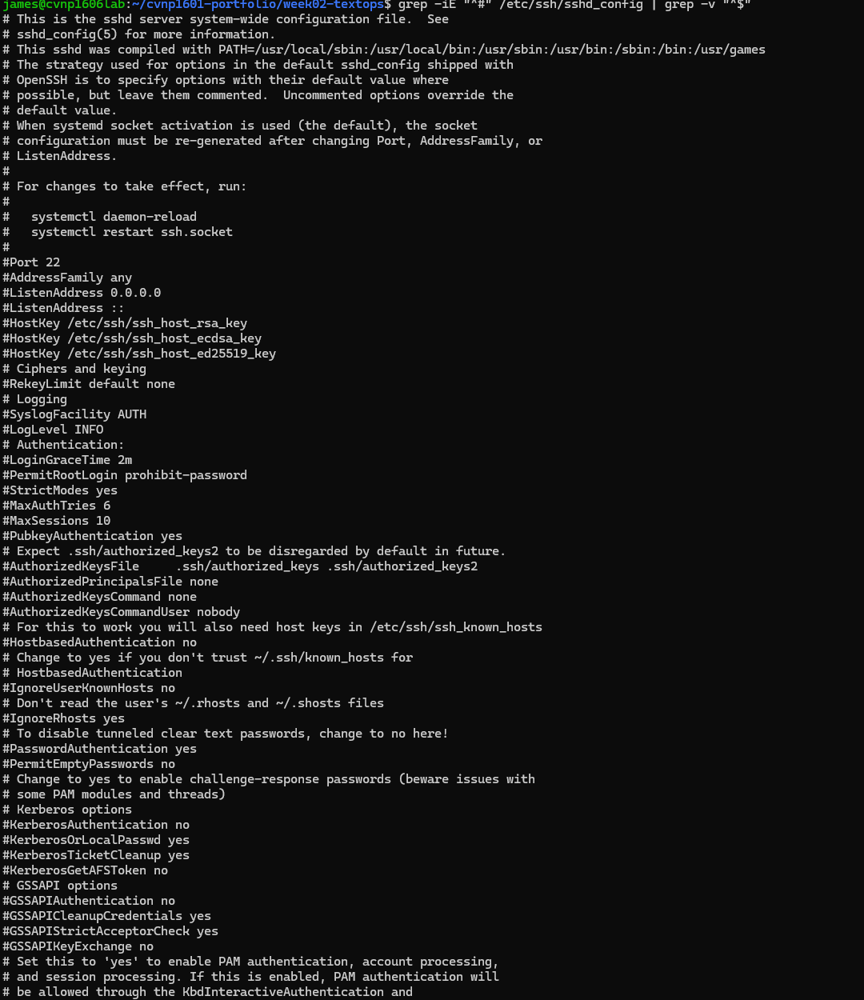 james@cvnp1606lab:~/cvnp1601-portfolio/week02-textops$ grep -iE "^#" /etc/ssh/sshd_config | grep -v "^$"
# This is the sshd server system-wide configuration file.  See
# sshd_config(5) for more information.
# This sshd was compiled with PATH=/usr/local/sbin:/usr/local/bin:/usr/sbin:/usr/bin:/sbin:/bin:/usr/games
# The strategy used for options in the default sshd_config shipped with
# OpenSSH is to specify options with their default value where
# possible, but leave them commented.  Uncommented options override the
# default value.
# When systemd socket activation is used (the default), the socket
# configuration must be re-generated after changing Port, AddressFamily, or
# ListenAddress.
#
# For changes to take effect, run:
#
#   systemctl daemon-reload
#   systemctl restart ssh.socket
#
#Port 22
#AddressFamily any
#ListenAddress 0.0.0.0
#ListenAddress ::
#HostKey /etc/ssh/ssh_host_rsa_key
#HostKey /etc/ssh/ssh_host_ecdsa_key
#HostKey /etc/ssh/ssh_host_ed25519_key
# Ciphers and keying
#RekeyLimit default none
# Logging
#SyslogFacility AUTH
#LogLevel INFO
# Authentication:
#LoginGraceTime 2m
#PermitRootLogin prohibit-password
#StrictModes yes
#MaxAuthTries 6
#MaxSessions 10
#PubkeyAuthentication yes
# Expect .ssh/authorized_keys2 to be disregarded by default in future.
#AuthorizedKeysFile     .ssh/authorized_keys .ssh/authorized_keys2
#AuthorizedPrincipalsFile none
#AuthorizedKeysCommand none
#AuthorizedKeysCommandUser nobody
# For this to work you will also need host keys in /etc/ssh/ssh_known_hosts
#HostbasedAuthentication no
# Change to yes if you don't trust ~/.ssh/known_hosts for
# HostbasedAuthentication
#IgnoreUserKnownHosts no
# Don't read the user's ~/.rhosts and ~/.shosts files
#IgnoreRhosts yes
# To disable tunneled clear text passwords, change to no here!
#PasswordAuthentication yes
#PermitEmptyPasswords no
# Change to yes to enable challenge-response passwords (beware issues with
# some PAM modules and threads)
# Kerberos options
#KerberosAuthentication no
#KerberosOrLocalPasswd yes
#KerberosTicketCleanup yes
#KerberosGetAFSToken no
# GSSAPI options
#GSSAPIAuthentication no
#GSSAPICleanupCredentials yes
#GSSAPIStrictAcceptorCheck yes
#GSSAPIKeyExchange no
# Set this to 'yes' to enable PAM authentication, account processing,
# and session processing. If this is enabled, PAM authentication will
# be allowed through the KbdInteractiveAuthentication and